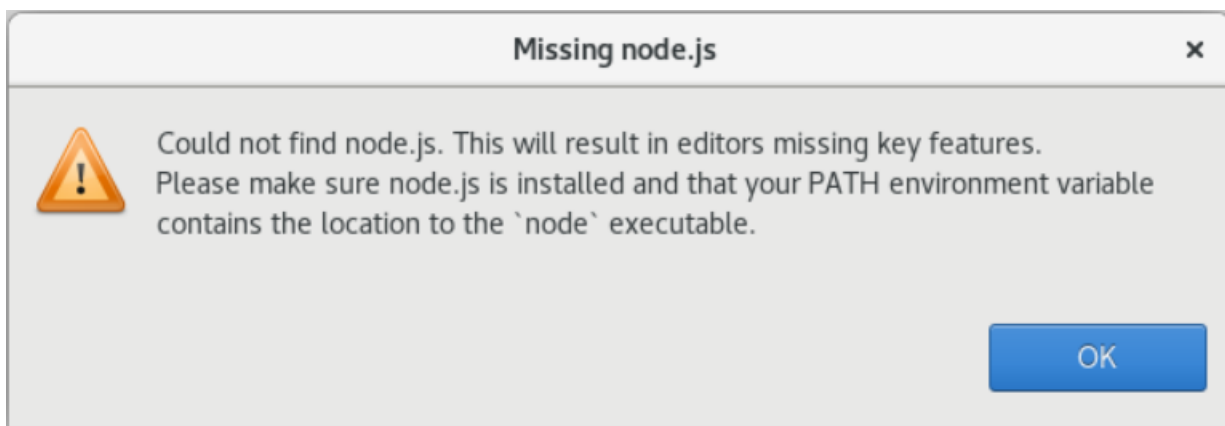 Missing node.js ×
Could not find node.js. This will result in editors missing key features.
Please make sure node.js is installed and that your PATH environment variable
contains the location to the `node` executable.
OK